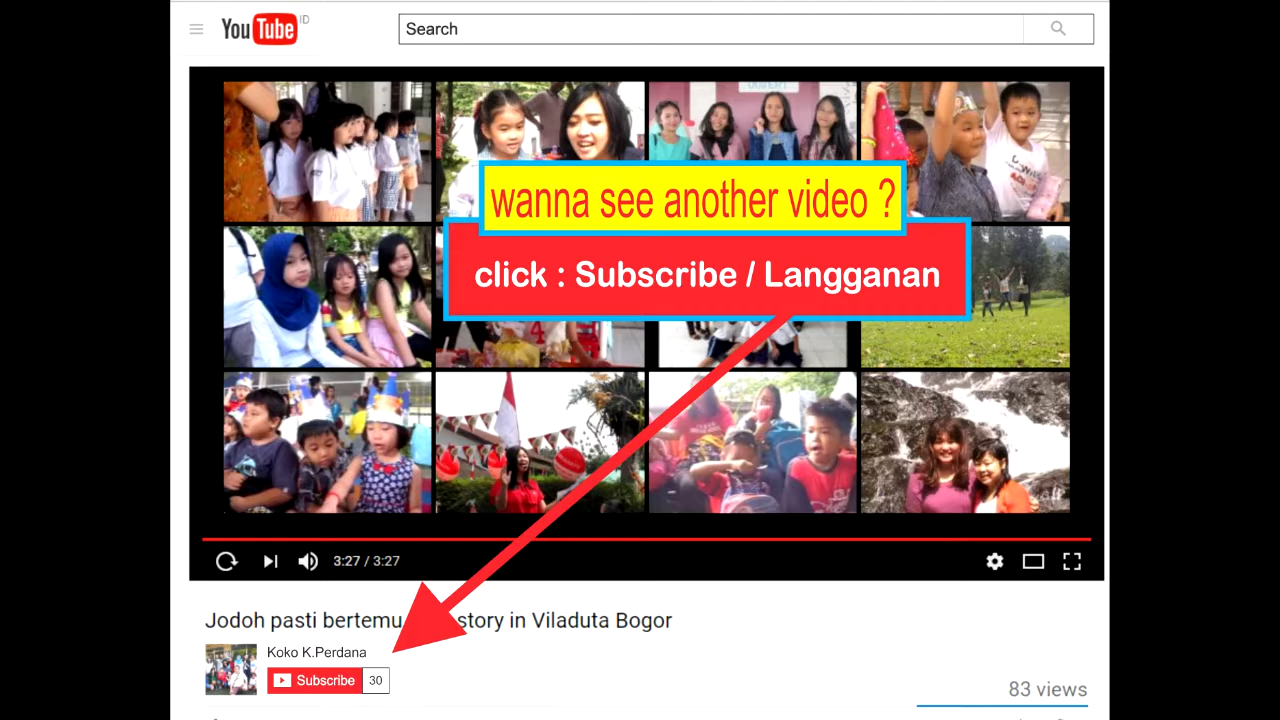 YouTube ID
Search
wanna see another video ?
click : Subscribe / Langganan
4
3:27 / 3:27
Jodoh pasti bertemu story in Viladuta Bogor
Koko K.Perdana
Subscribe 30
83 views